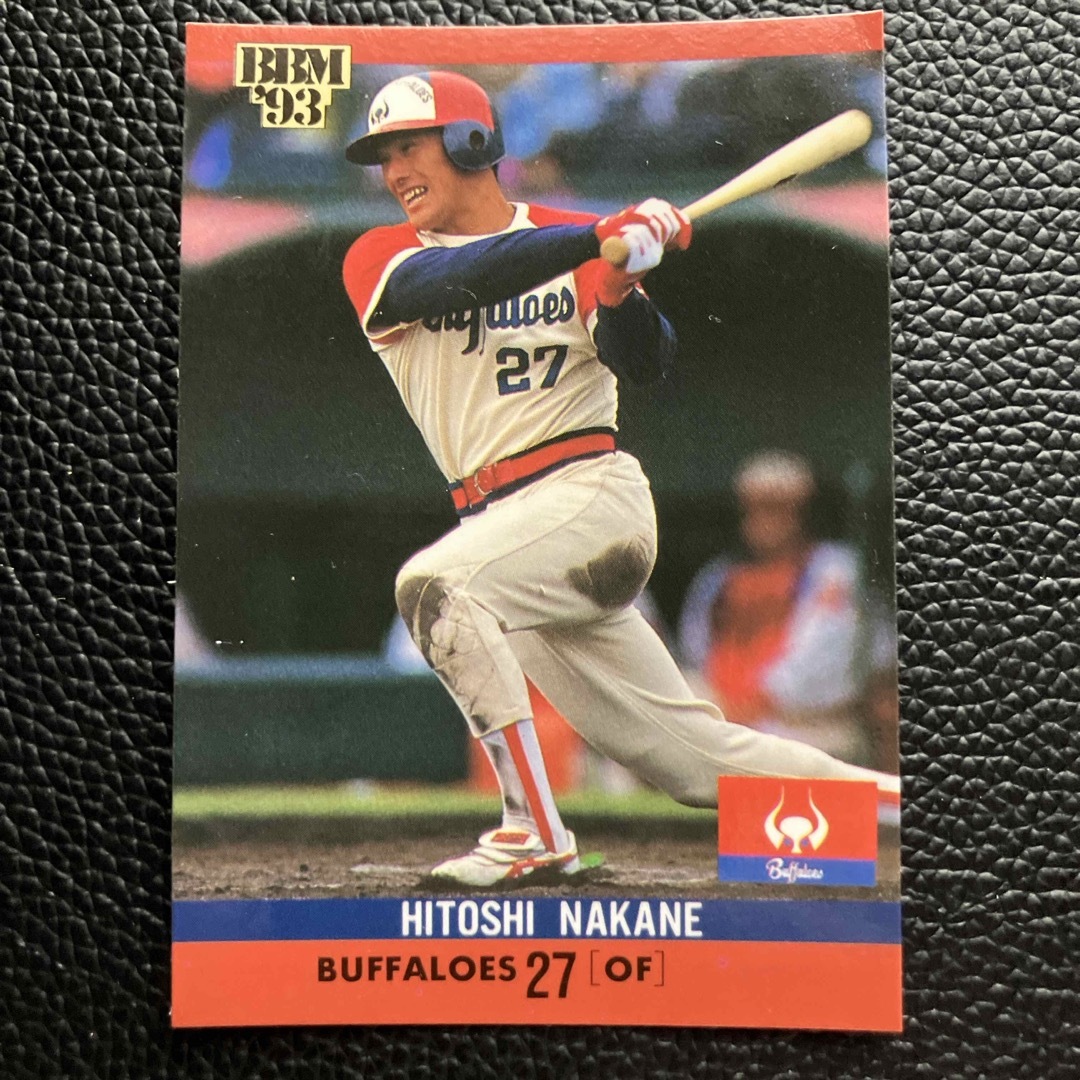 BBM
'93
BUFFALOES
Buffaloes
27
Buffaloes
HITOSHI NAKANE
BUFFALOES 27 [OF]